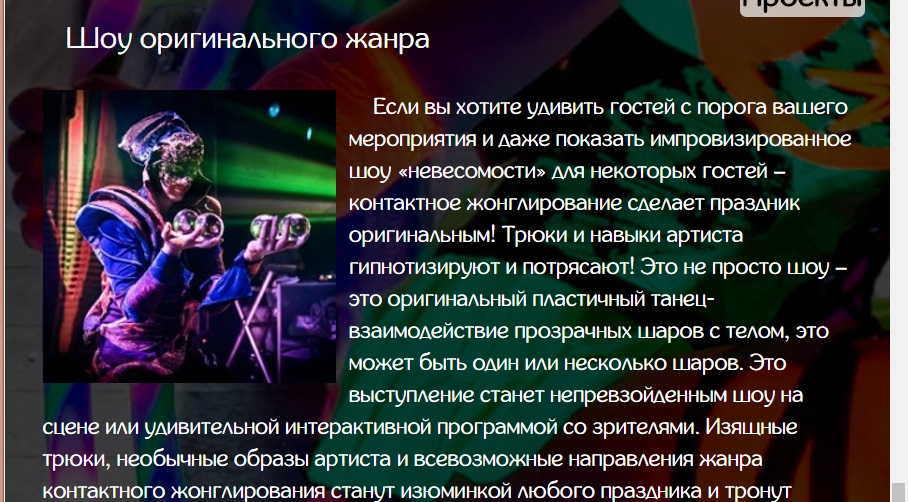 Проекты
Шоу оригинального жанра
Если вы хотите удивить гостей с порога вашего
мероприятия и даже показать импровизированное
шоу «невесомости» для некоторых гостей –
контактное жонглирование сделает праздник
оригинальным! Трюки и навыки артиста
гипнотизируют и потрясают! Это не просто шоу –
это оригинальный пластичный танец-
взаимодействие прозрачных шаров с телом, это
может быть один или несколько шаров. Это
выступление станет непревзойденным шоу на
сцене или удивительной интерактивной программой со зрителями. Изящные
трюки, необычные образы артиста и всевозможные направления жанра
контактного жонглирования станут изюминкой любого праздника и тронут